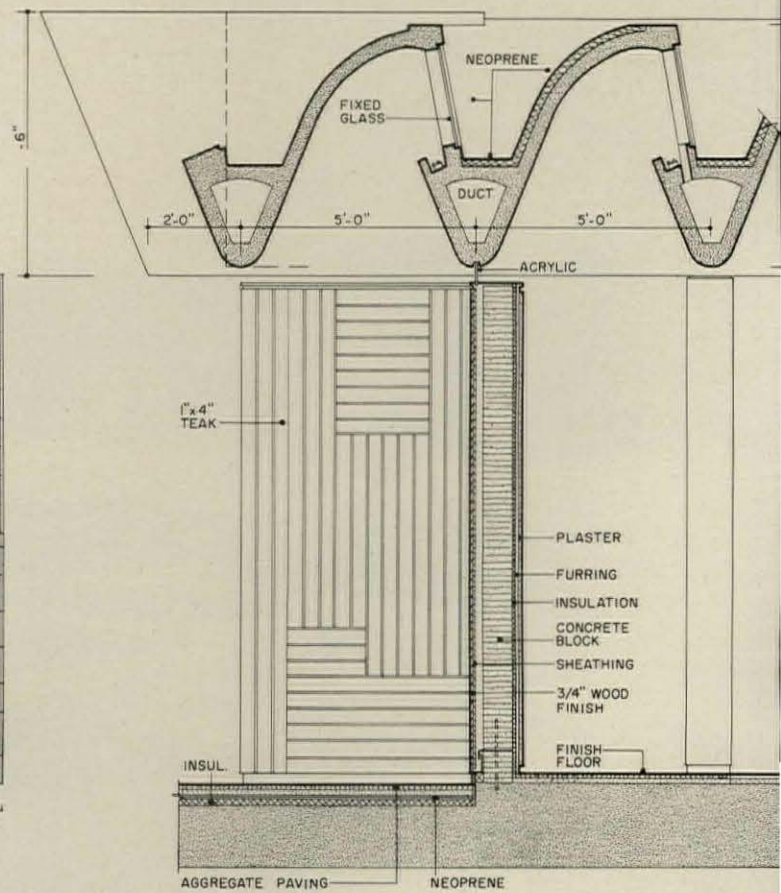 NEOPRENE
FIXED
GLASS
6"
DUCT
2'-0"
5'-0"
5'-0"
ACRYLIC
1"x4"
TEAK
PLASTER
FURRING
INSULATION
CONCRETE
BLOCK
SHEATHING
3/4" WOOD
FINISH
FINISH
FLOOR
INSUL.
AGGREGATE PAVING
NEOPRENE